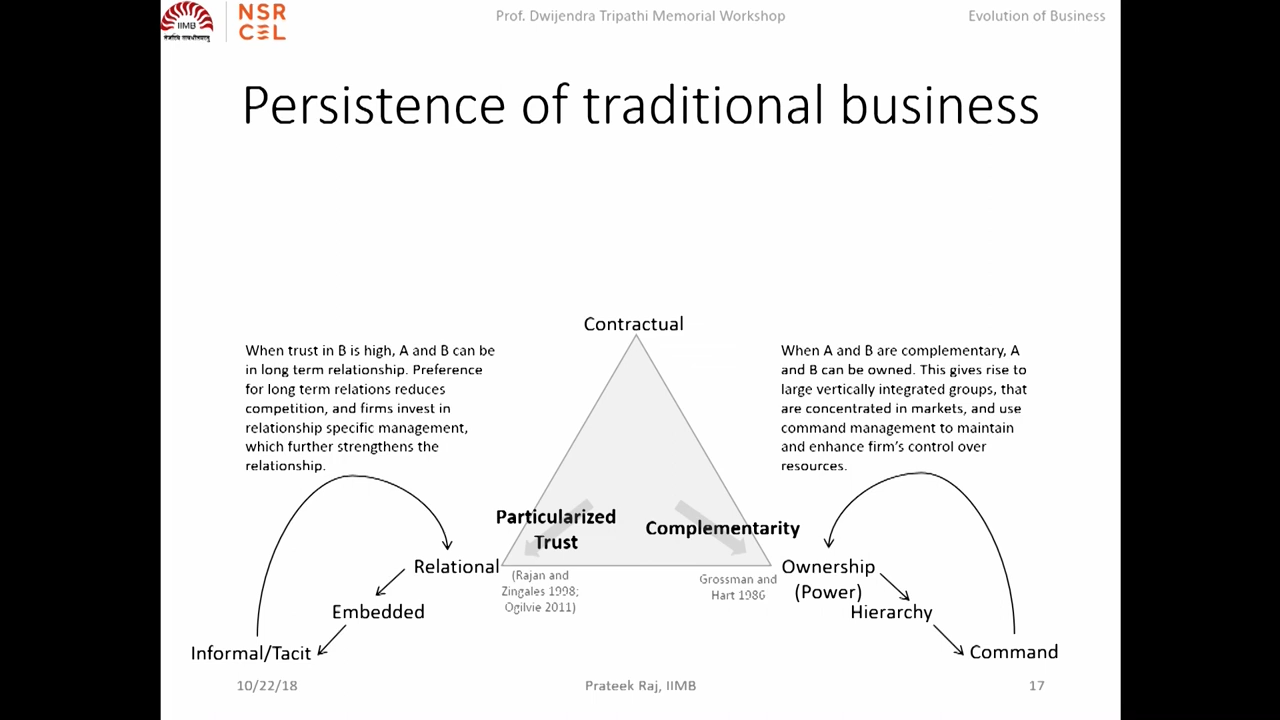 IIMB
NSR
CEL
Prof. Dwijendra Tripathi Memorial Workshop
Evolution of Business
Persistence of traditional business
Contractual
When trust in B is high, A and B can be
in long term relationship. Preference
for long term relations reduces
competition, and firms invest in
relationship specific management,
which further strengthens the
relationship.
When A and B are complementary, A
and B can be owned. This gives rise to
large vertically integrated groups, that
are concentrated in markets, and use
command management to maintain
and enhance firm's control over
resources.
Particularized
Trust
Complementarity
Relational
(Rajan and
Zingales 1998;
Ogilvie 2011)
Grossman and
Hart 1986
Ownership
(Power)
Embedded
Hierarchy
Informal/Tacit
Command
10/22/18
Prateek Raj, IIMB
17